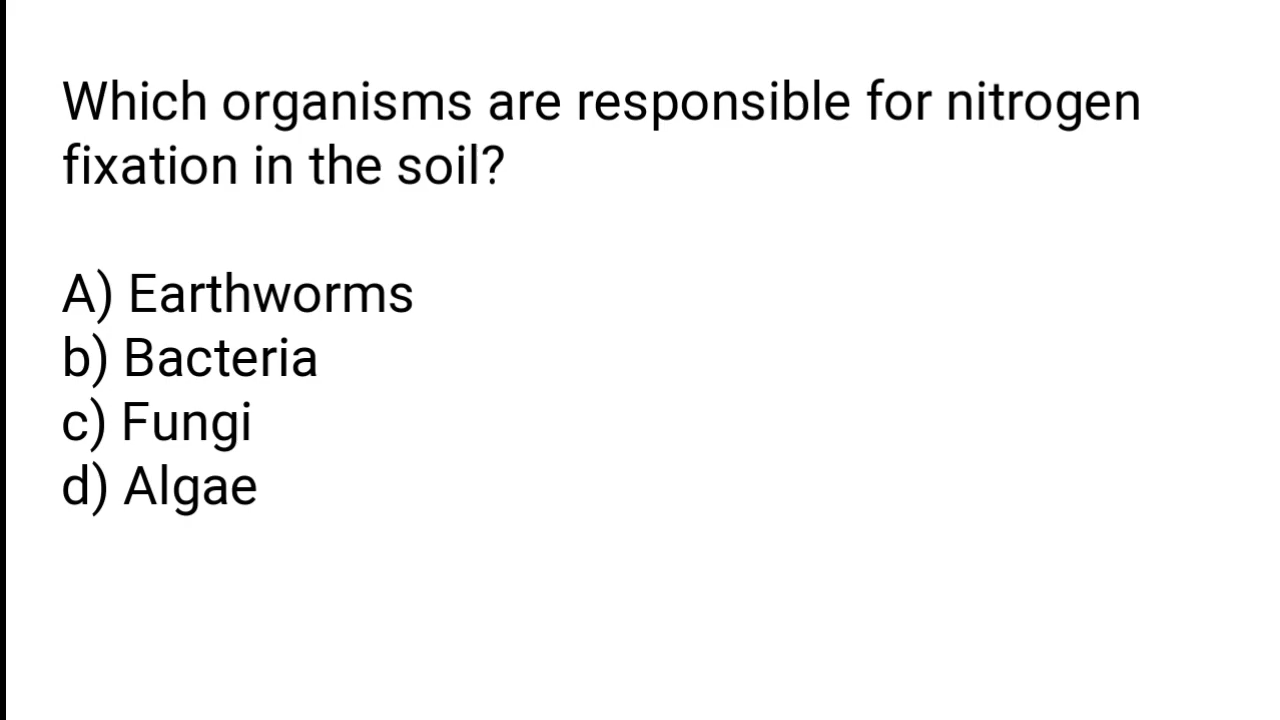 Which organisms are responsible for nitrogen
fixation in the soil?
A) Earthworms
b) Bacteria
c) Fungi
d) Algae